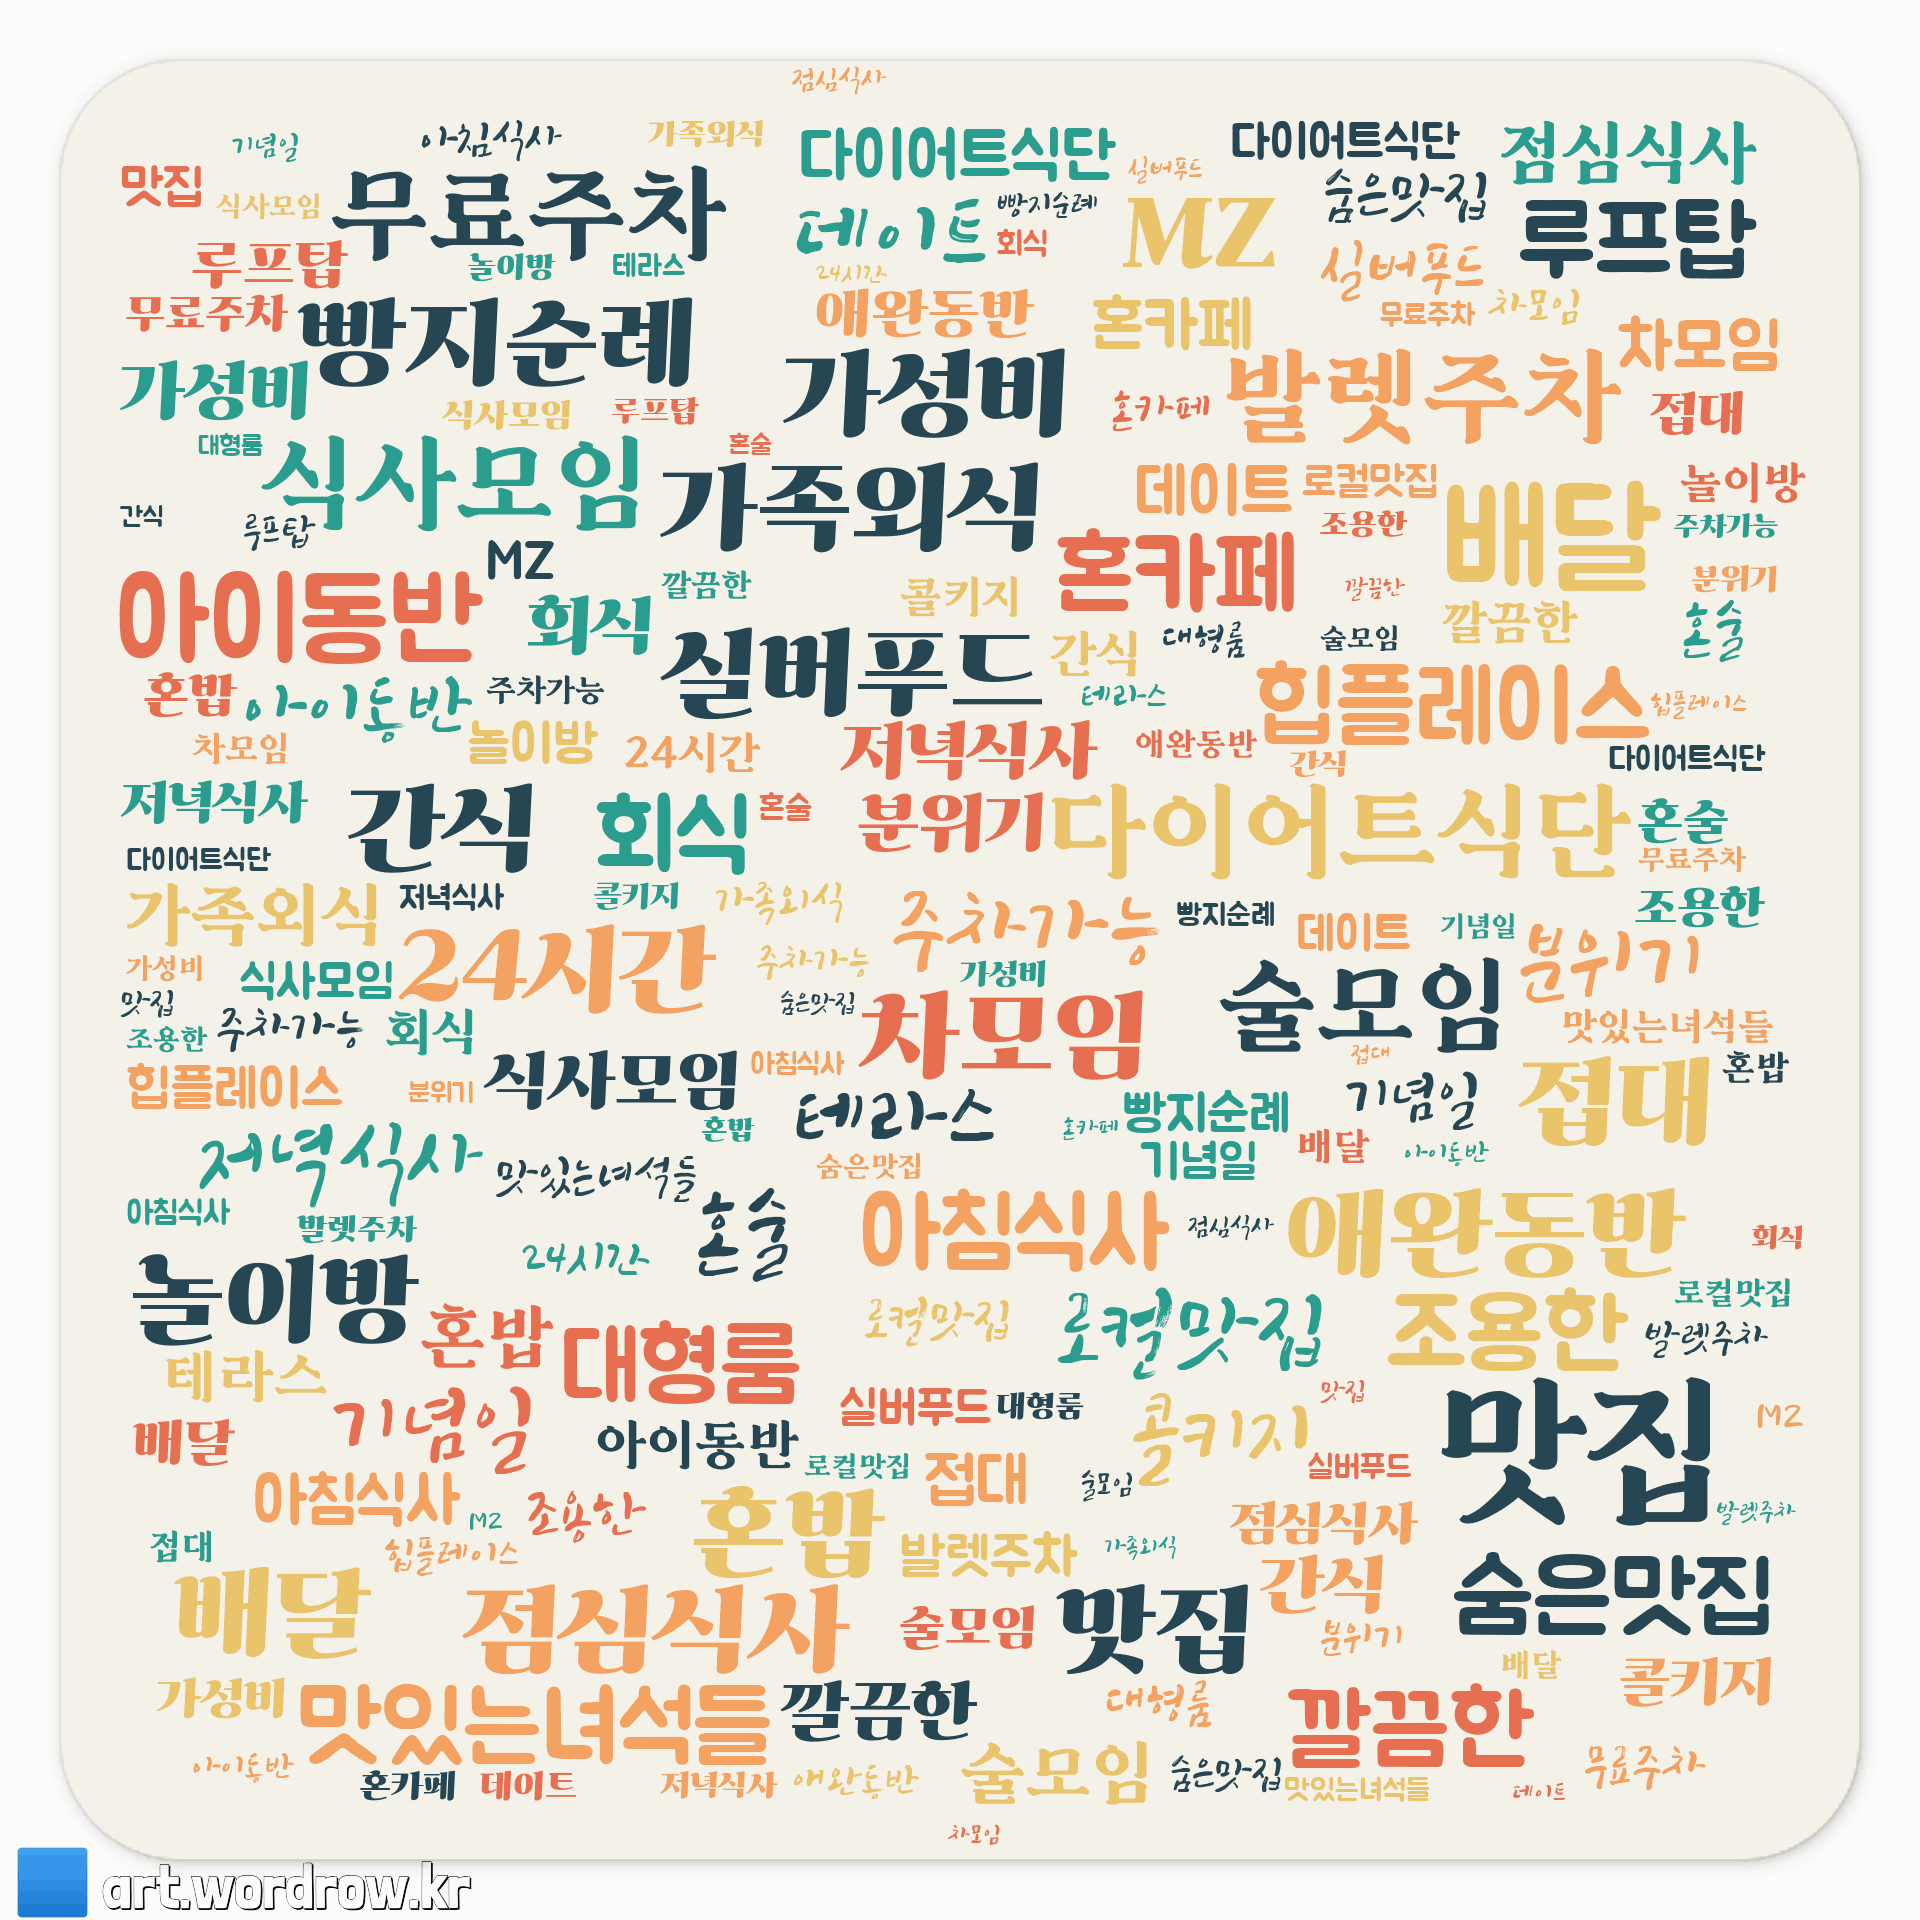 점심식사
기념일 아침식사 가족외식 다이어트식단 다이어트식단 점심식사
맛집 식사모임 무료주차 실버푸드 숨은맛집
데이트 빵지순례 MZ 루프탑
루프탑 놀이방 테라스 회식 실버푸드
24시간
무료주차 빵지순례 애완동반 혼카페 무료주차 차모임 차모임
가성비 가성비 발렛주차
식사모임 루프탑 혼카페 접대
대형룸 식사모임 혼술 가족외식 데이트 로컬맛집 배달 놀이방
간식 루프탑 조용한 주차가능
MZ 혼카페
아이동반 회식 깔끔한 콜키지 깔끔한 분위기
실버푸드 간식 대형룸 술모임 깔끔한 혼술
혼밥 아이동반 주차가능 테라스 힙플레이스 힙플레이스
차모임 놀이방 24시간 저녁식사 애완동반 간식 다이어트식단
저녁식사 간식 회식 혼술 분위기 다이어트식단 혼술
다이어트식단 무료주차
가족외식 저녁식사 콜키지 가족외식 주차가능 빵지순례 데이트 기념일 조용한
24시간 분위기
가성비 식사모임 주차가능 가성비 술모임
맛집 숨은맛집 차모임
조용한 주차가능 회식 맛있는녀석들
힙플레이스 분위기 식사모임 아침식사 접대 접대 혼밥
테라스 혼카페 빵지순례 기념일
저녁식사 혼밥 기념일 배달 아이동반
맛있는녀석들 숨은맛집
아침식사 발렛주차 혼술 아침식사 점심식사 애완동반 회식
놀이방 24시간
로컬맛집 로컬맛집 조용한 로컬맛집
혼밥 대형룸 발렛주차
테라스
기념일 실버푸드 대형룸 콜키지 맛집 맛집 MZ
배달 아이동반 로컬맛집 접대 술모임 실버푸드
아침식사 MZ 조용한 혼밥 점심식사 발렛주차
접대 힙플레이스 발렛주차 가족외식
배달 점심식사 술모임 맛집 간식 숨은맛집
분위기
가성비 맛있는녀석들 깔끔한 대형룸 깔끔한 배달 콜키지
아이동반 혼카페 데이트 저녁식사 애완동반 술모임 숨은맛집 맛있는녀석들 데이트 무료주차
차모임
art.wordrow.kr